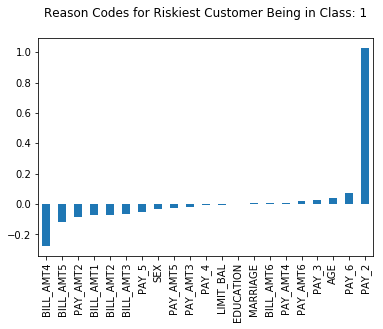 Reason Codes for Riskiest Customer Being in Class: 1
1.0
0.8
0.6
0.4
0.2
0.0
−0.2
BILL_AMT4
BILL_AMT5
PAY_AMT2
BILL_AMT1
BILL_AMT2
BILL_AMT3
PAY_5
SEX
PAY_AMT5
PAY_AMT3
PAY_4
LIMIT_BAL
EDUCATION
MARRIAGE
BILL_AMT6
PAY_AMT4
PAY_AMT6
PAY_3
AGE
PAY_6
PAY_2